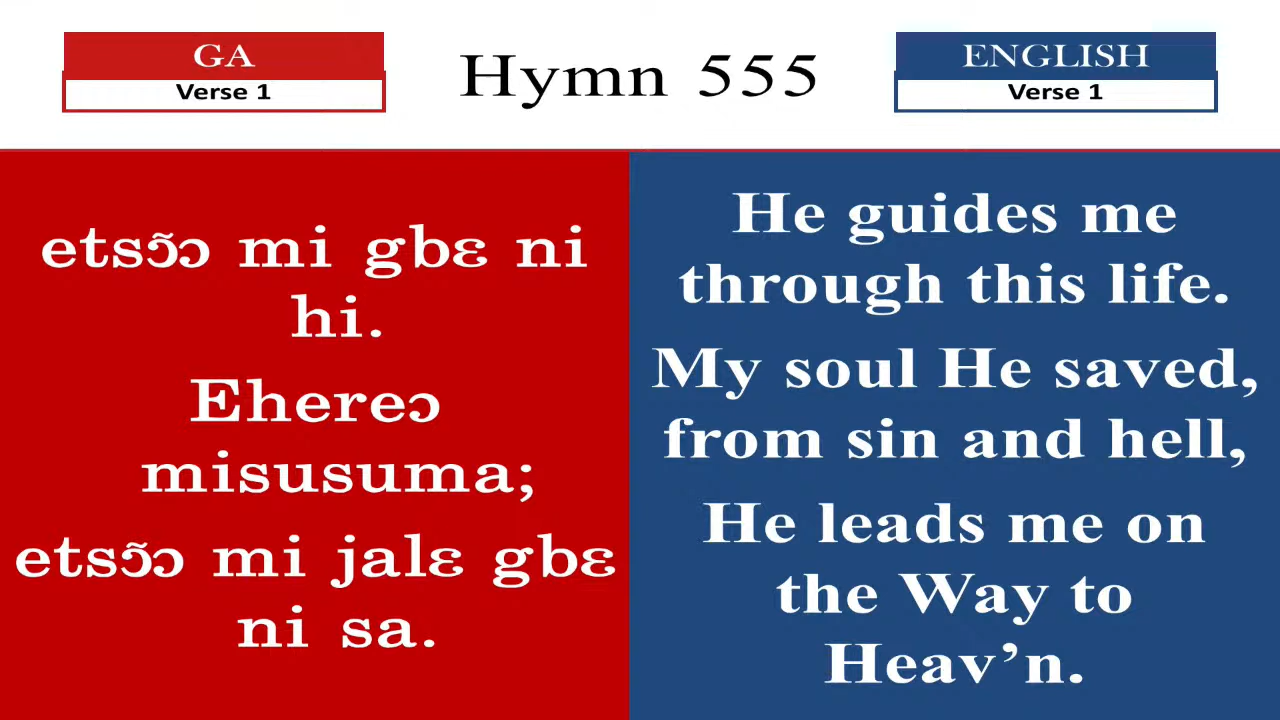 GA
Verse 1
Hymn 555
ENGLISH
Verse 1
etsɔ̃ɔ mi gbɛ ni
hi.
Ehereɔ
misusuma;
etsɔ̃ɔ mi jalɛ gbɛ
ni sa.
He guides me
through this life.
My soul He saved,
from sin and hell,
He leads me on
the Way to
Heav’n.